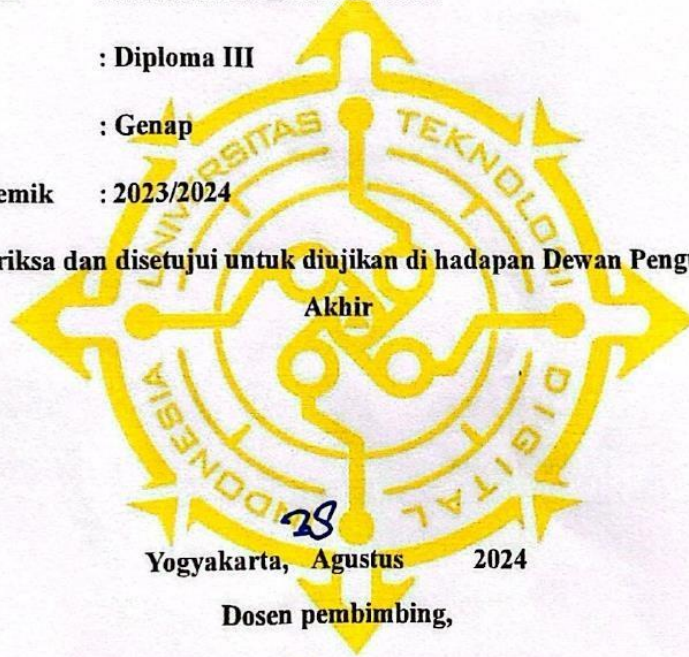 : Diploma III
: Genap
emik : 2023/2024
riksa dan disetujui untuk diujikan di hadapan Dewan Peng
Akhir
UNIVERSITAS TEKNOLOGI DIGITAL INDONESIA
28
Yogyakarta, Agustus 2024
Dosen pembimbing,